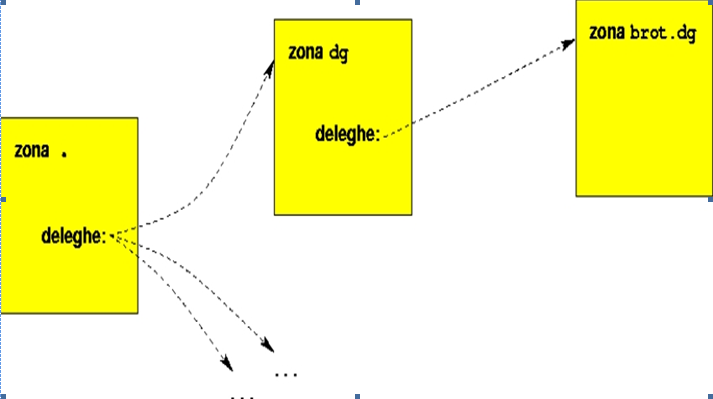 zona .
deleghe:
zona dg
deleghe:
zona brot.dg
...
...